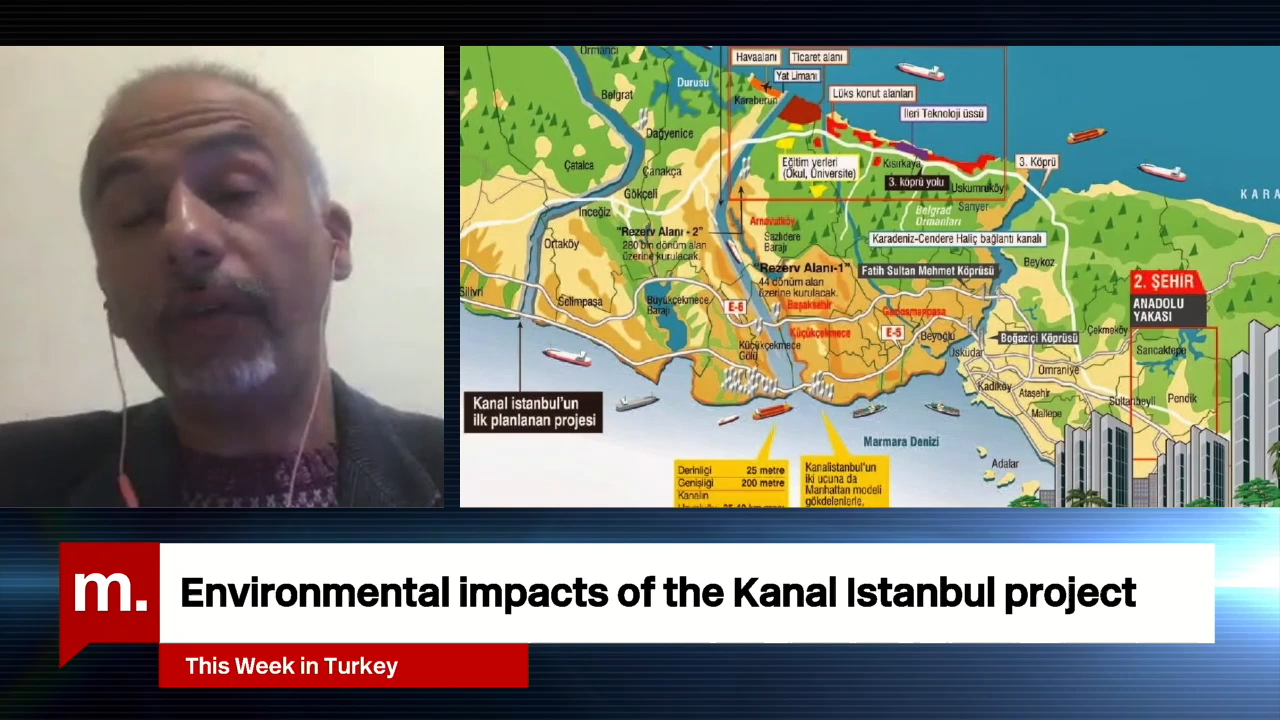 Ormancı
Belgrat
Durusu
Havaalanı
Ticaret alanı
Yat Limanı
Karaburun
Lüks konut alanları
İleri Teknoloji üssü
Dağyenice
Çatalca
Çanakça
Gökçeli
İnceğiz
Eğitim yerleri
(Okul, Üniversite)
Kısırkaya
3. Köprü
3. köprü yolu
Uskumruköy
Sarıyer
KARA
Belgrad
Ormanları
Arnavutköy
Sazlıdere
Barajı
"Rezerv Alanı - 2"
280 bin dönüm alan
üzerine kurulacak.
Karadeniz-Cendere Haliç bağlantı kanalı
Ortaköy
"Rezerv Alanı-1"
44 dönüm alan
üzerine kurulacak.
Fatih Sultan Mehmet Köprüsü
Beykoz
2. ŞEHİR
ANADOLU
YAKASI
Silivri
Selimpaşa
Büyükçekmece
Barajı
E-6
Başakşehir
Gaziosmanpaşa
Küçükçekmece
E-5
Beyoğlu
Boğaziçi Köprüsü
Çekmeköy
Küçükçekmece
Gölü
Üsküdar
Sancaktepe
Ümraniye
Kadıköy
Ataşehir
Maltepe
Sultanbeyli
Pendik
Kanal istanbul'un
ilk planlanan projesi
Marmara Denizi
Adalar
Derinliği 25 metre
Genişliği 200 metre
Kanalın
Kanalistanbul'un
iki ucuna da
Manhattan modeli
gökdelenlerle,
m.
Environmental impacts of the Kanal Istanbul project
This Week in Turkey